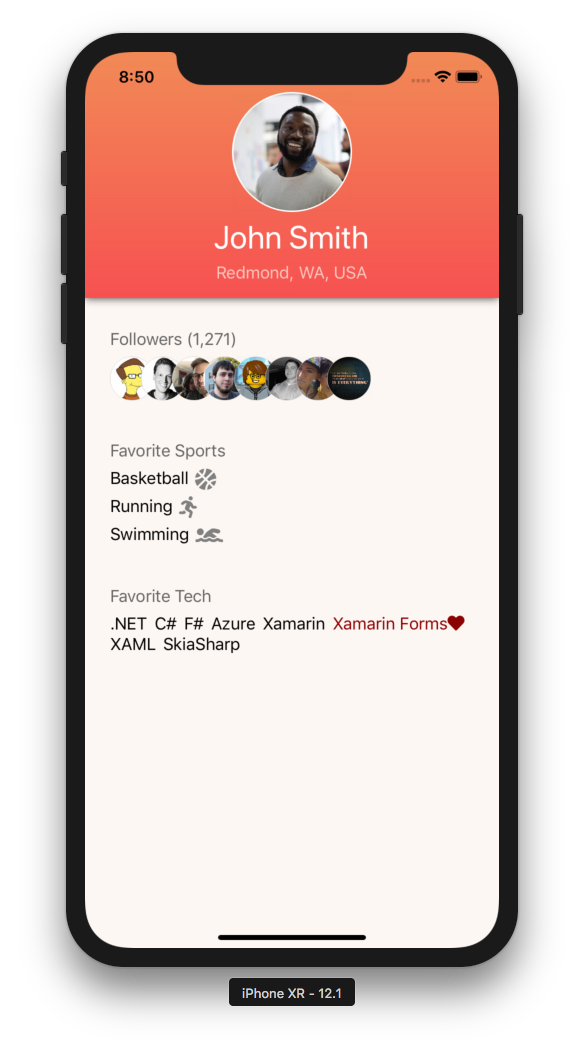 8:50
John Smith
Redmond, WA, USA
Followers (1,271)
Favorite Sports
Basketball
Running
Swimming
Favorite Tech
.NET C# F# Azure Xamarin Xamarin Forms
XAML SkiaSharp
iPhone XR - 12.1